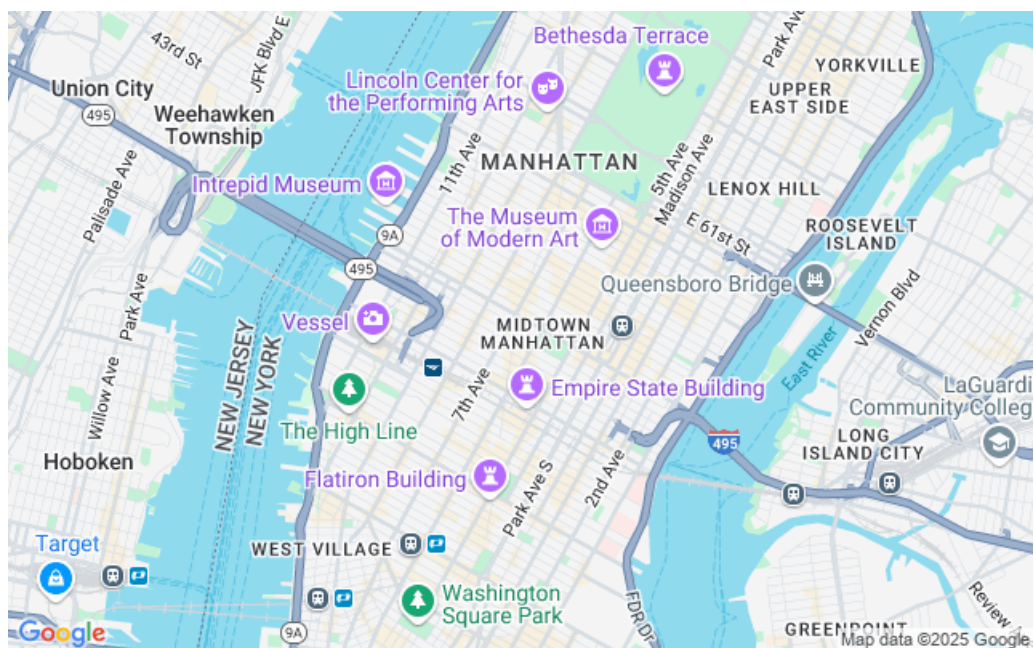 43rd St
JFK Blvd E
Bethesda Terrace
Park Ave
YORKVILLE
Union City
Lincoln Center for
the Performing Arts
UPPER
EAST SIDE
495
Weehawken
Township
11th Ave
MANHATTAN
5th Ave
Madison Ave
LENOX HILL
Intrepid Museum
Palisade Ave
The Museum
of Modern Art
E 61st St
ROOSEVELT
ISLAND
9A
495
Queensboro Bridge
Vernon Blvd
Park Ave
Vessel
MIDTOWN
MANHATTAN
East River
NEW JERSEY
NEW YORK
7th Ave
Empire State Building
LaGuardi
Community Colleg
Willow Ave
The High Line
495
LONG
ISLAND CITY
Hoboken
Flatiron Building
Park Ave S
2nd Ave
Target
WEST VILLAGE
Washington
Square Park
FDR Dr
Review A
9A
GREENPOINT
Google
Map data ©2025 Google